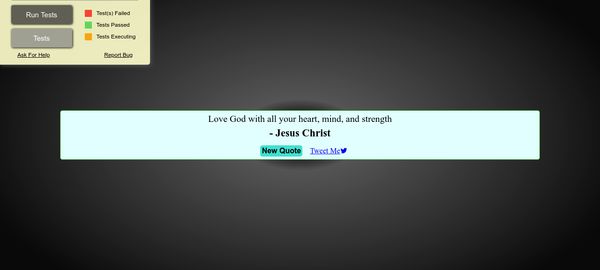 Run Tests
Test(s) Failed
Tests Passed
Tests
Tests Executing
Ask For Help
Report Bug
Love God with all your heart, mind, and strength
- Jesus Christ
New Quote
Tweet Me